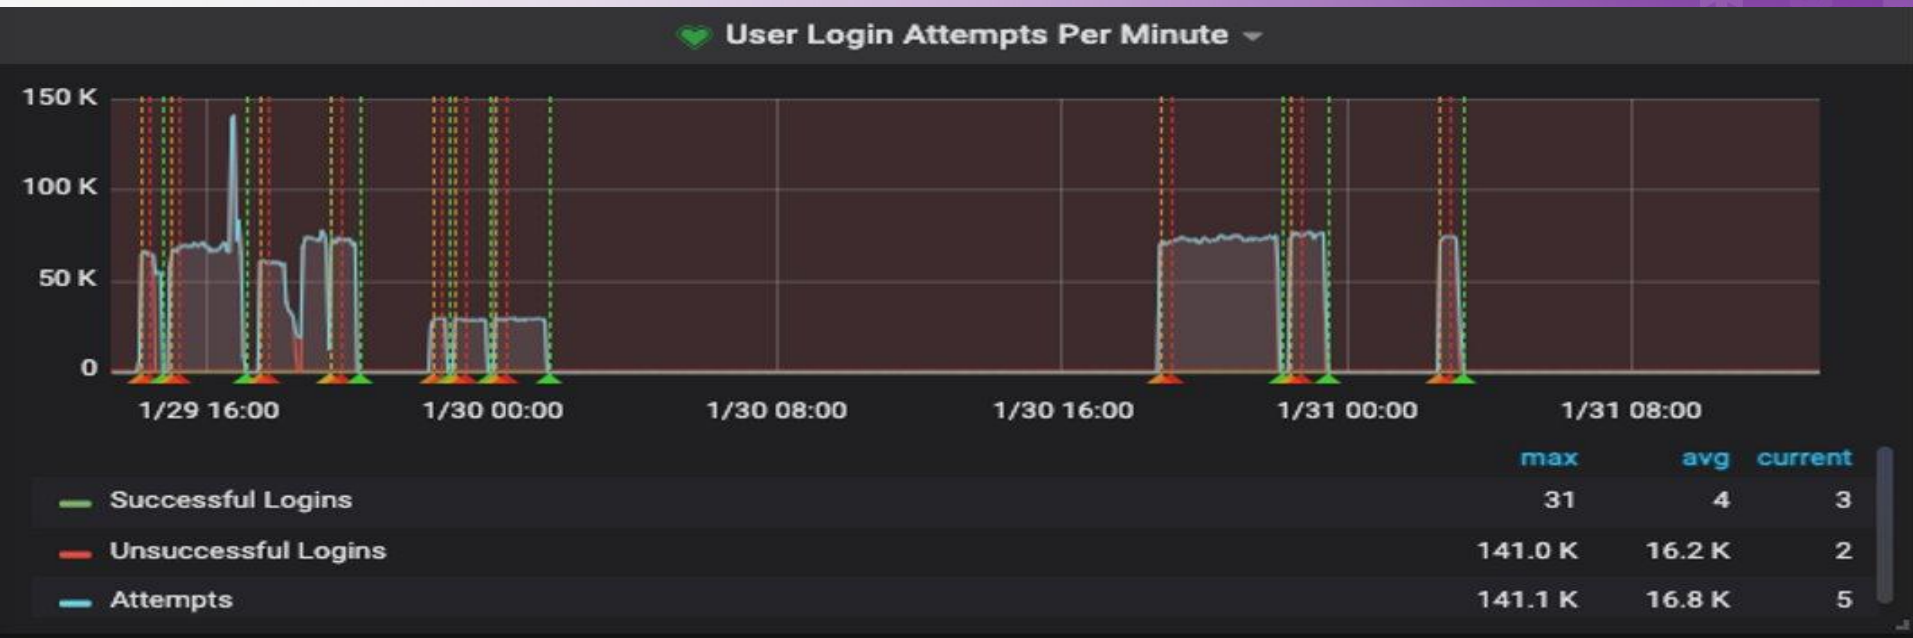 User Login Attempts Per Minute
150 K
100 K
50 K
0
1/29 16:00 1/30 00:00 1/30 08:00 1/30 16:00 1/31 00:00 1/31 08:00
max avg current
Successful Logins 31 4 3
Unsuccessful Logins 141.0 K 16.2 K 2
Attempts 141.1 K 16.8 K 5